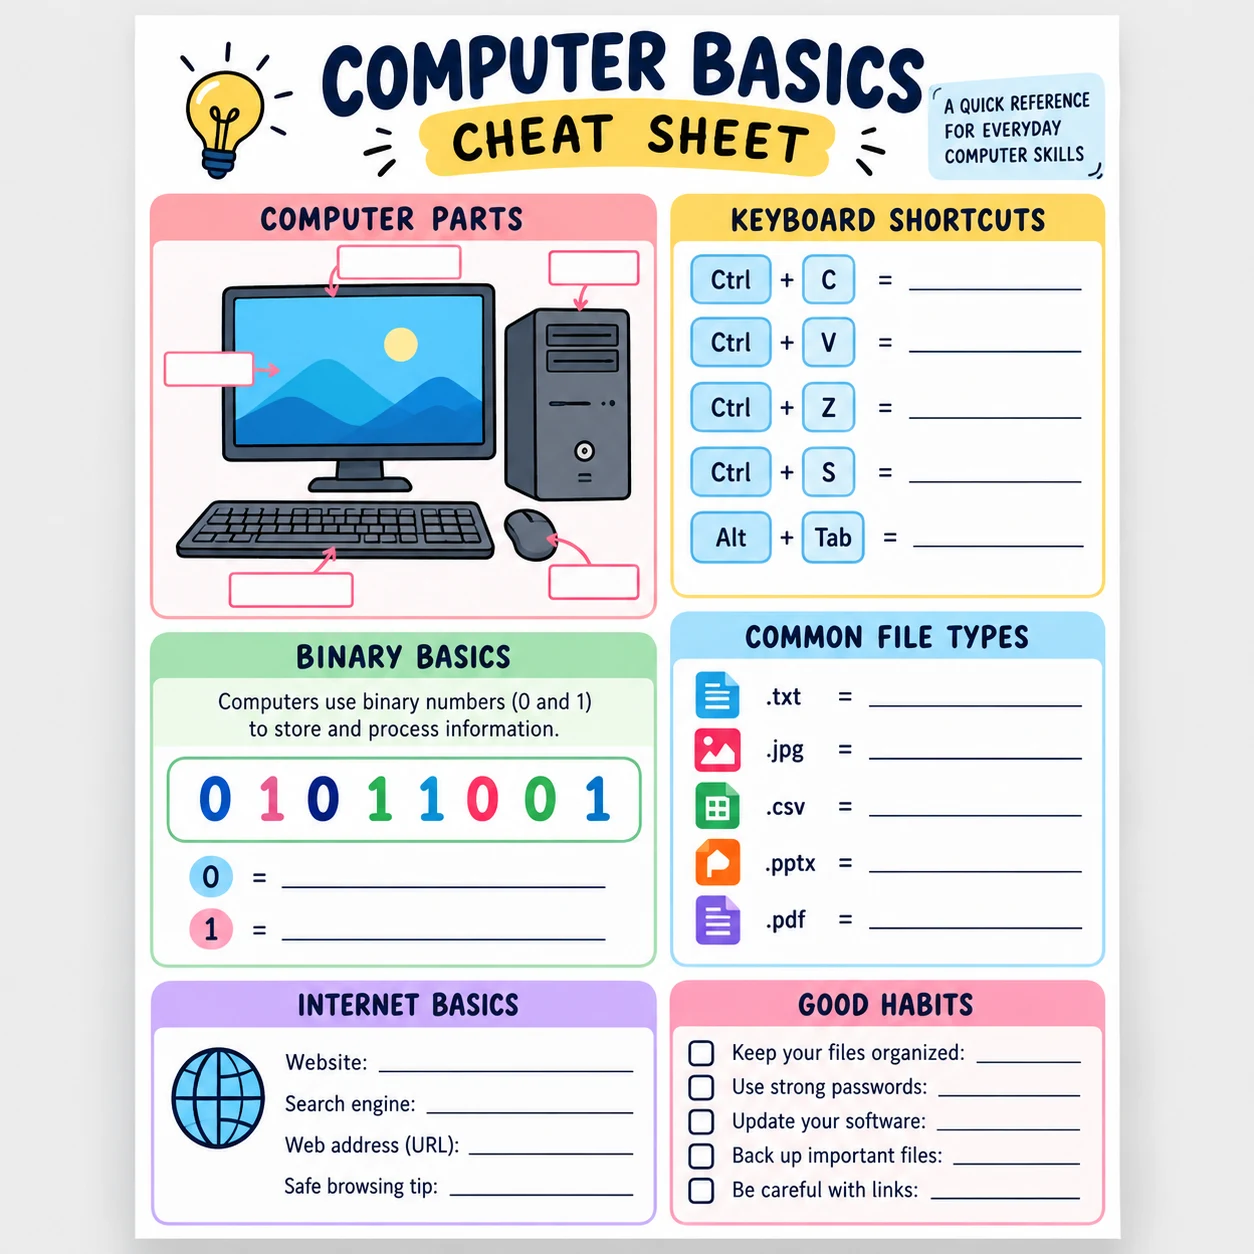 COMPUTER BASICS
CHEAT SHEET
A QUICK REFERENCE
FOR EVERYDAY
COMPUTER SKILLS
COMPUTER PARTS
KEYBOARD SHORTCUTS
Ctrl + C =
Ctrl + V =
Ctrl + Z =
Ctrl + S =
Alt + Tab =
BINARY BASICS
Computers use binary numbers (0 and 1)
to store and process information.
0 1 0 1 1 0 0 1
0 =
1 =
COMMON FILE TYPES
.txt =
.jpg =
.csv =
.pptx =
.pdf =
INTERNET BASICS
Website:
Search engine:
Web address (URL):
Safe browsing tip:
GOOD HABITS
Keep your files organized:
Use strong passwords:
Update your software:
Back up important files:
Be careful with links: